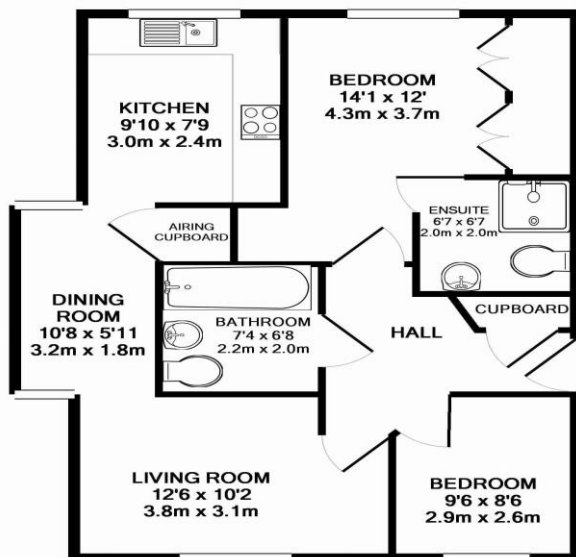 KITCHEN
9'10 x 7'9
3.0m x 2.4m
BEDROOM
14'1 x 12'
4.3m x 3.7m
AIRING
CUPBOARD
ENSUITE
6'7 x 6'7
2.0m x 2.0m
DINING
ROOM
10'8 x 5'11
3.2m x 1.8m
BATHROOM
7'4 x 6'8
2.2m x 2.0m
HALL
CUPBOARD
LIVING ROOM
12'6 x 10'2
3.8m x 3.1m
BEDROOM
9'6 x 8'6
2.9m x 2.6m